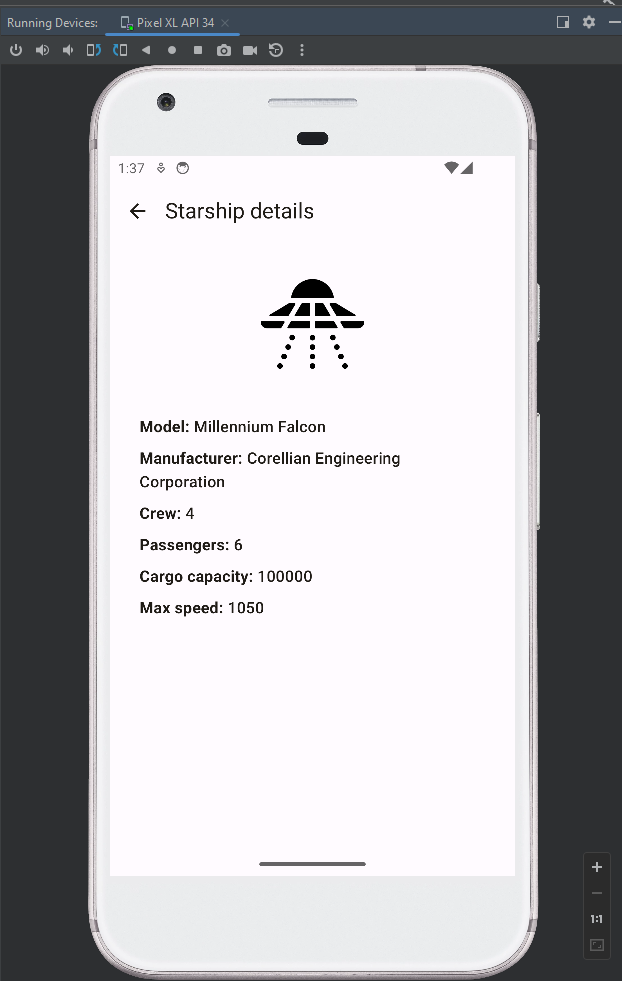 Running Devices:
Pixel XL API 34
1:37
Starship details
Model: Millennium Falcon
Manufacturer: Corellian Engineering
Corporation
Crew: 4
Passengers: 6
Cargo capacity: 100000
Max speed: 1050
1:1